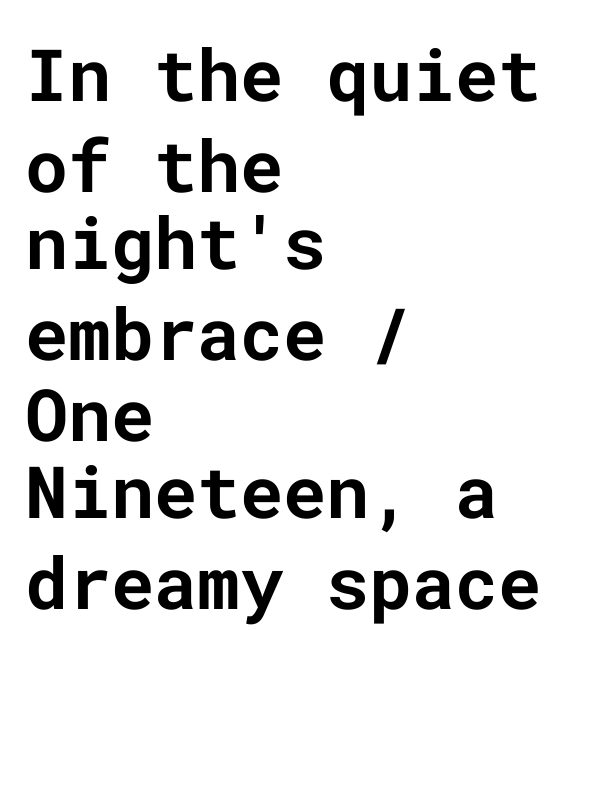 In the quiet
of the
night's
embrace /
One
Nineteen, a
dreamy space